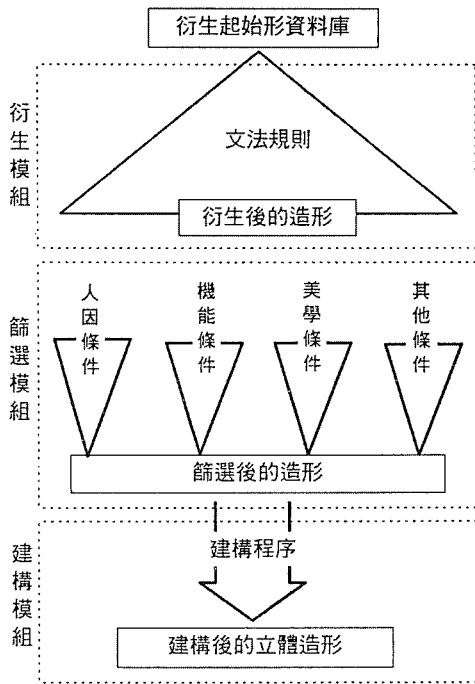 衍生起始形資料庫
衍生模組
文法規則
衍生後的造形
篩選模組
人因條件
機能條件
美學條件
其他條件
篩選後的造形
建構模組
建構程序
建構後的立體造形